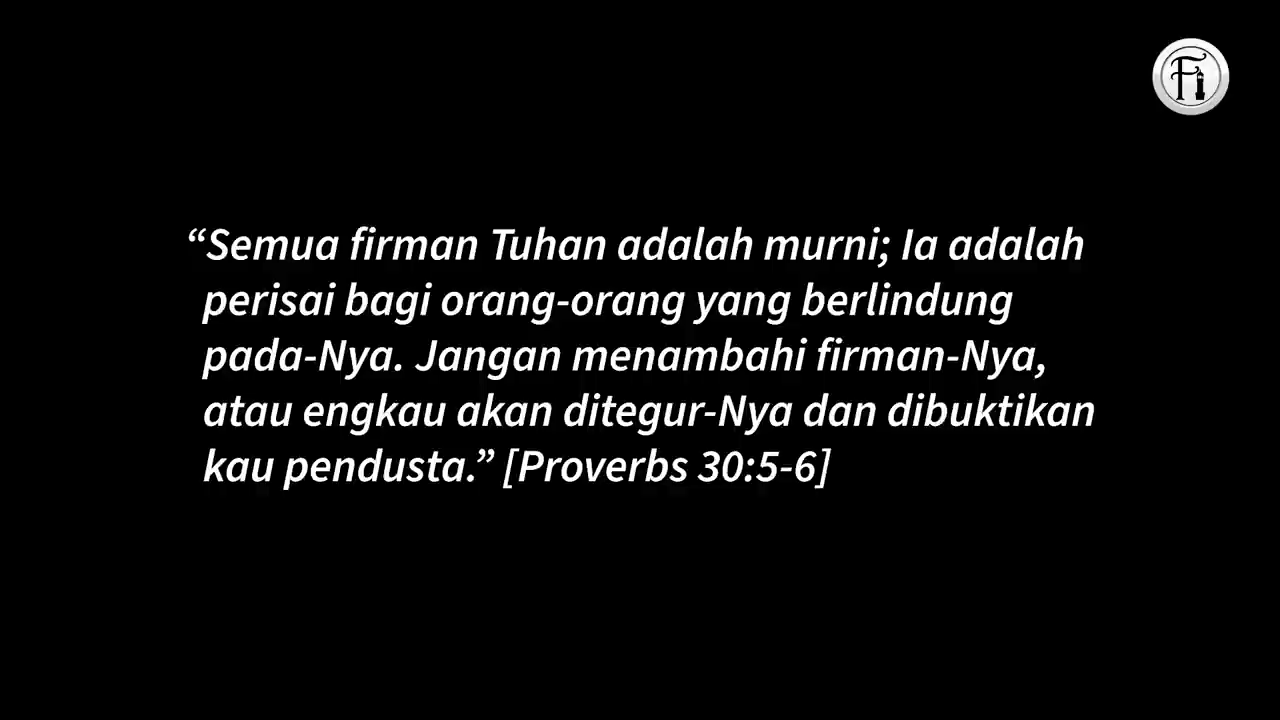 Fi
“Semua firman Tuhan adalah murni; Ia adalah
perisai bagi orang-orang yang berlindung
pada-Nya. Jangan menambahi firman-Nya,
atau engkau akan ditegur-Nya dan dibuktikan
kau pendusta.” [Proverbs 30:5-6]